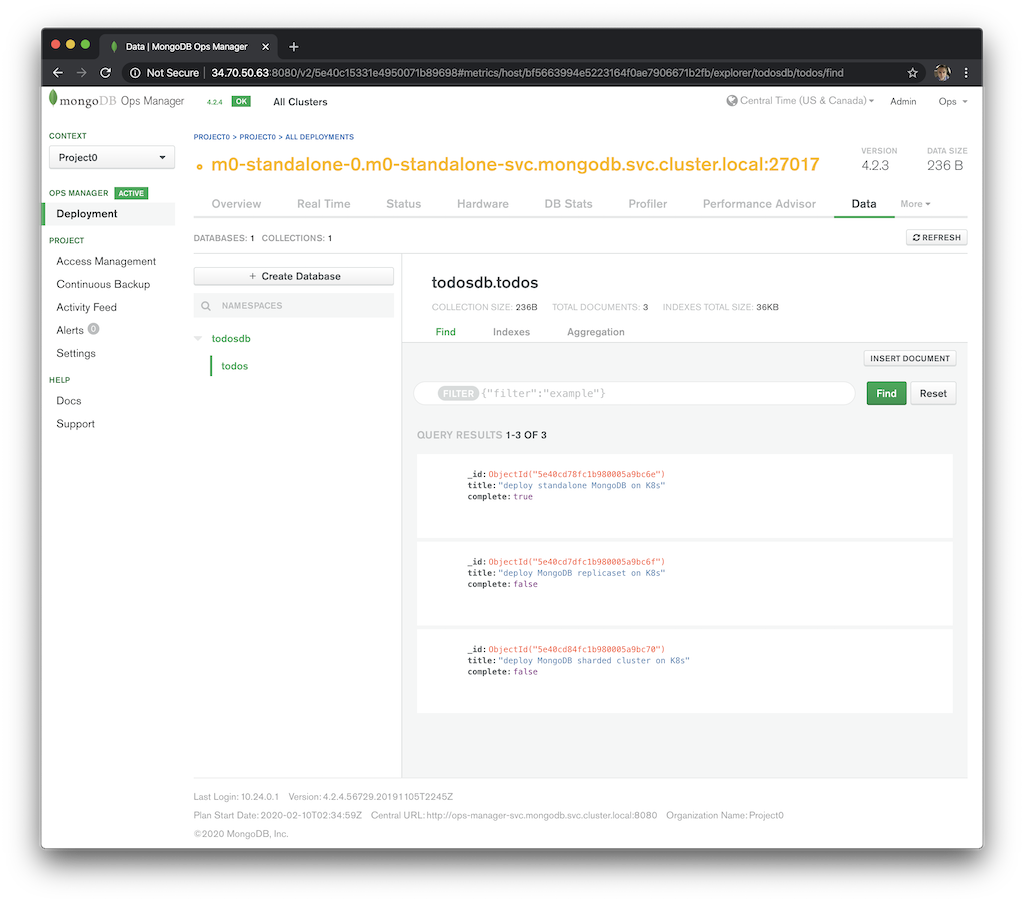 Data | MongoDB Ops Manager
Not Secure 34.70.50.63:8080/v2/5e40c15331e4950071b89698#metrics/host/bf5663994e5223164f0ae7906671b2fb/explorer/todosdb/todos/find
mongoDB Ops Manager 4.2.4 OK All Clusters Central Time (US & Canada) Admin Ops
CONTEXT
Project0
OPS MANAGER ACTIVE
Deployment
PROJECT
Access Management
Continuous Backup
Activity Feed
Alerts 0
Settings
HELP
Docs
Support
PROJECT0 > PROJECT0 > ALL DEPLOYMENTS
m0-standalone-0.m0-standalone-svc.mongodb.svc.cluster.local:27017
VERSION
4.2.3
DATA SIZE
236 B
Overview Real Time Status Hardware DB Stats Profiler Performance Advisor Data More
DATABASES: 1 COLLECTIONS: 1
REFRESH
+ Create Database
NAMESPACES
todosdb
todos
todosdb.todos
COLLECTION SIZE: 236B TOTAL DOCUMENTS: 3 INDEXES TOTAL SIZE: 36KB
Find Indexes Aggregation
INSERT DOCUMENT
FILTER {"filter":"example"}
Find Reset
QUERY RESULTS 1-3 OF 3
_id: ObjectId("5e40cd78fc1b980005a9bc6e")
title: "deploy standalone MongoDB on K8s"
complete: true
_id: ObjectId("5e40cd7dfc1b980005a9bc6f")
title: "deploy MongoDB replicaset on K8s"
complete: false
_id: ObjectId("5e40cd84fc1b980005a9bc70")
title: "deploy MongoDB sharded cluster on K8s"
complete: false
Last Login: 10.24.0.1 Version: 4.2.4.56729.20191105T2245Z
Plan Start Date: 2020-02-10T02:34:59Z Central URL: http://ops-manager-svc.mongodb.svc.cluster.local:8080 Organization Name: Project0
©2020 MongoDB, Inc.